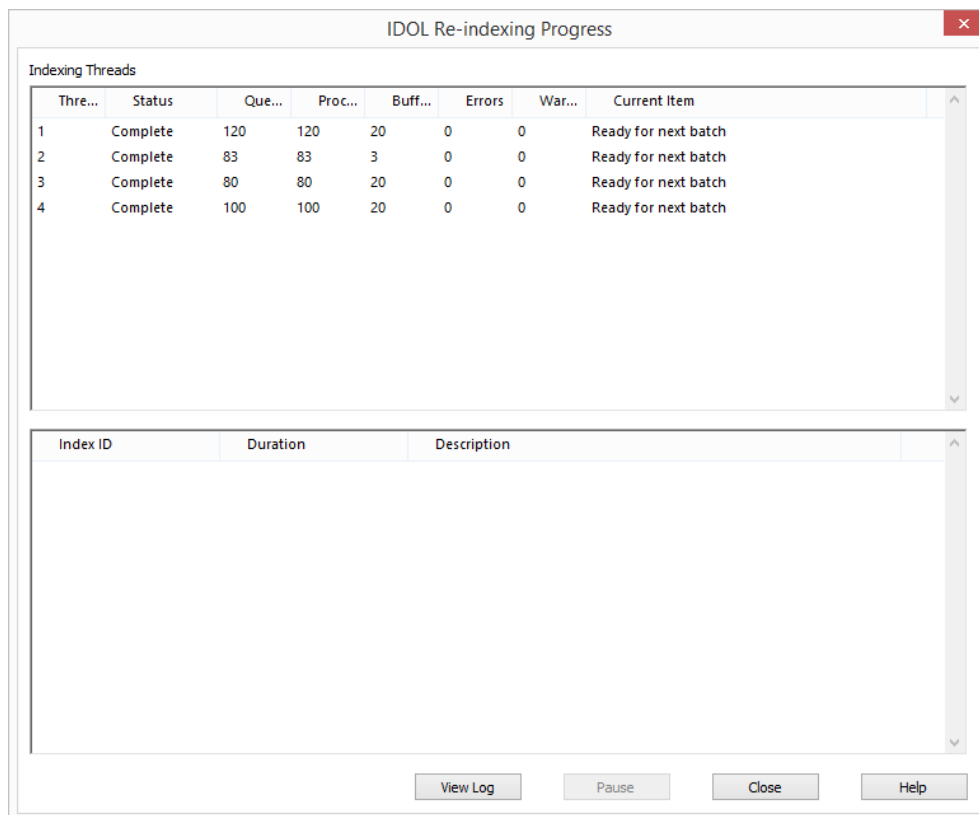 IDOL Re-indexing Progress
Indexing Threads
Thre... Status Que... Proc... Buff... Errors War... Current Item
1 Complete 120 120 20 0 0 Ready for next batch
2 Complete 83 83 3 0 0 Ready for next batch
3 Complete 80 80 20 0 0 Ready for next batch
4 Complete 100 100 20 0 0 Ready for next batch
Index ID Duration Description
View Log Pause Close Help